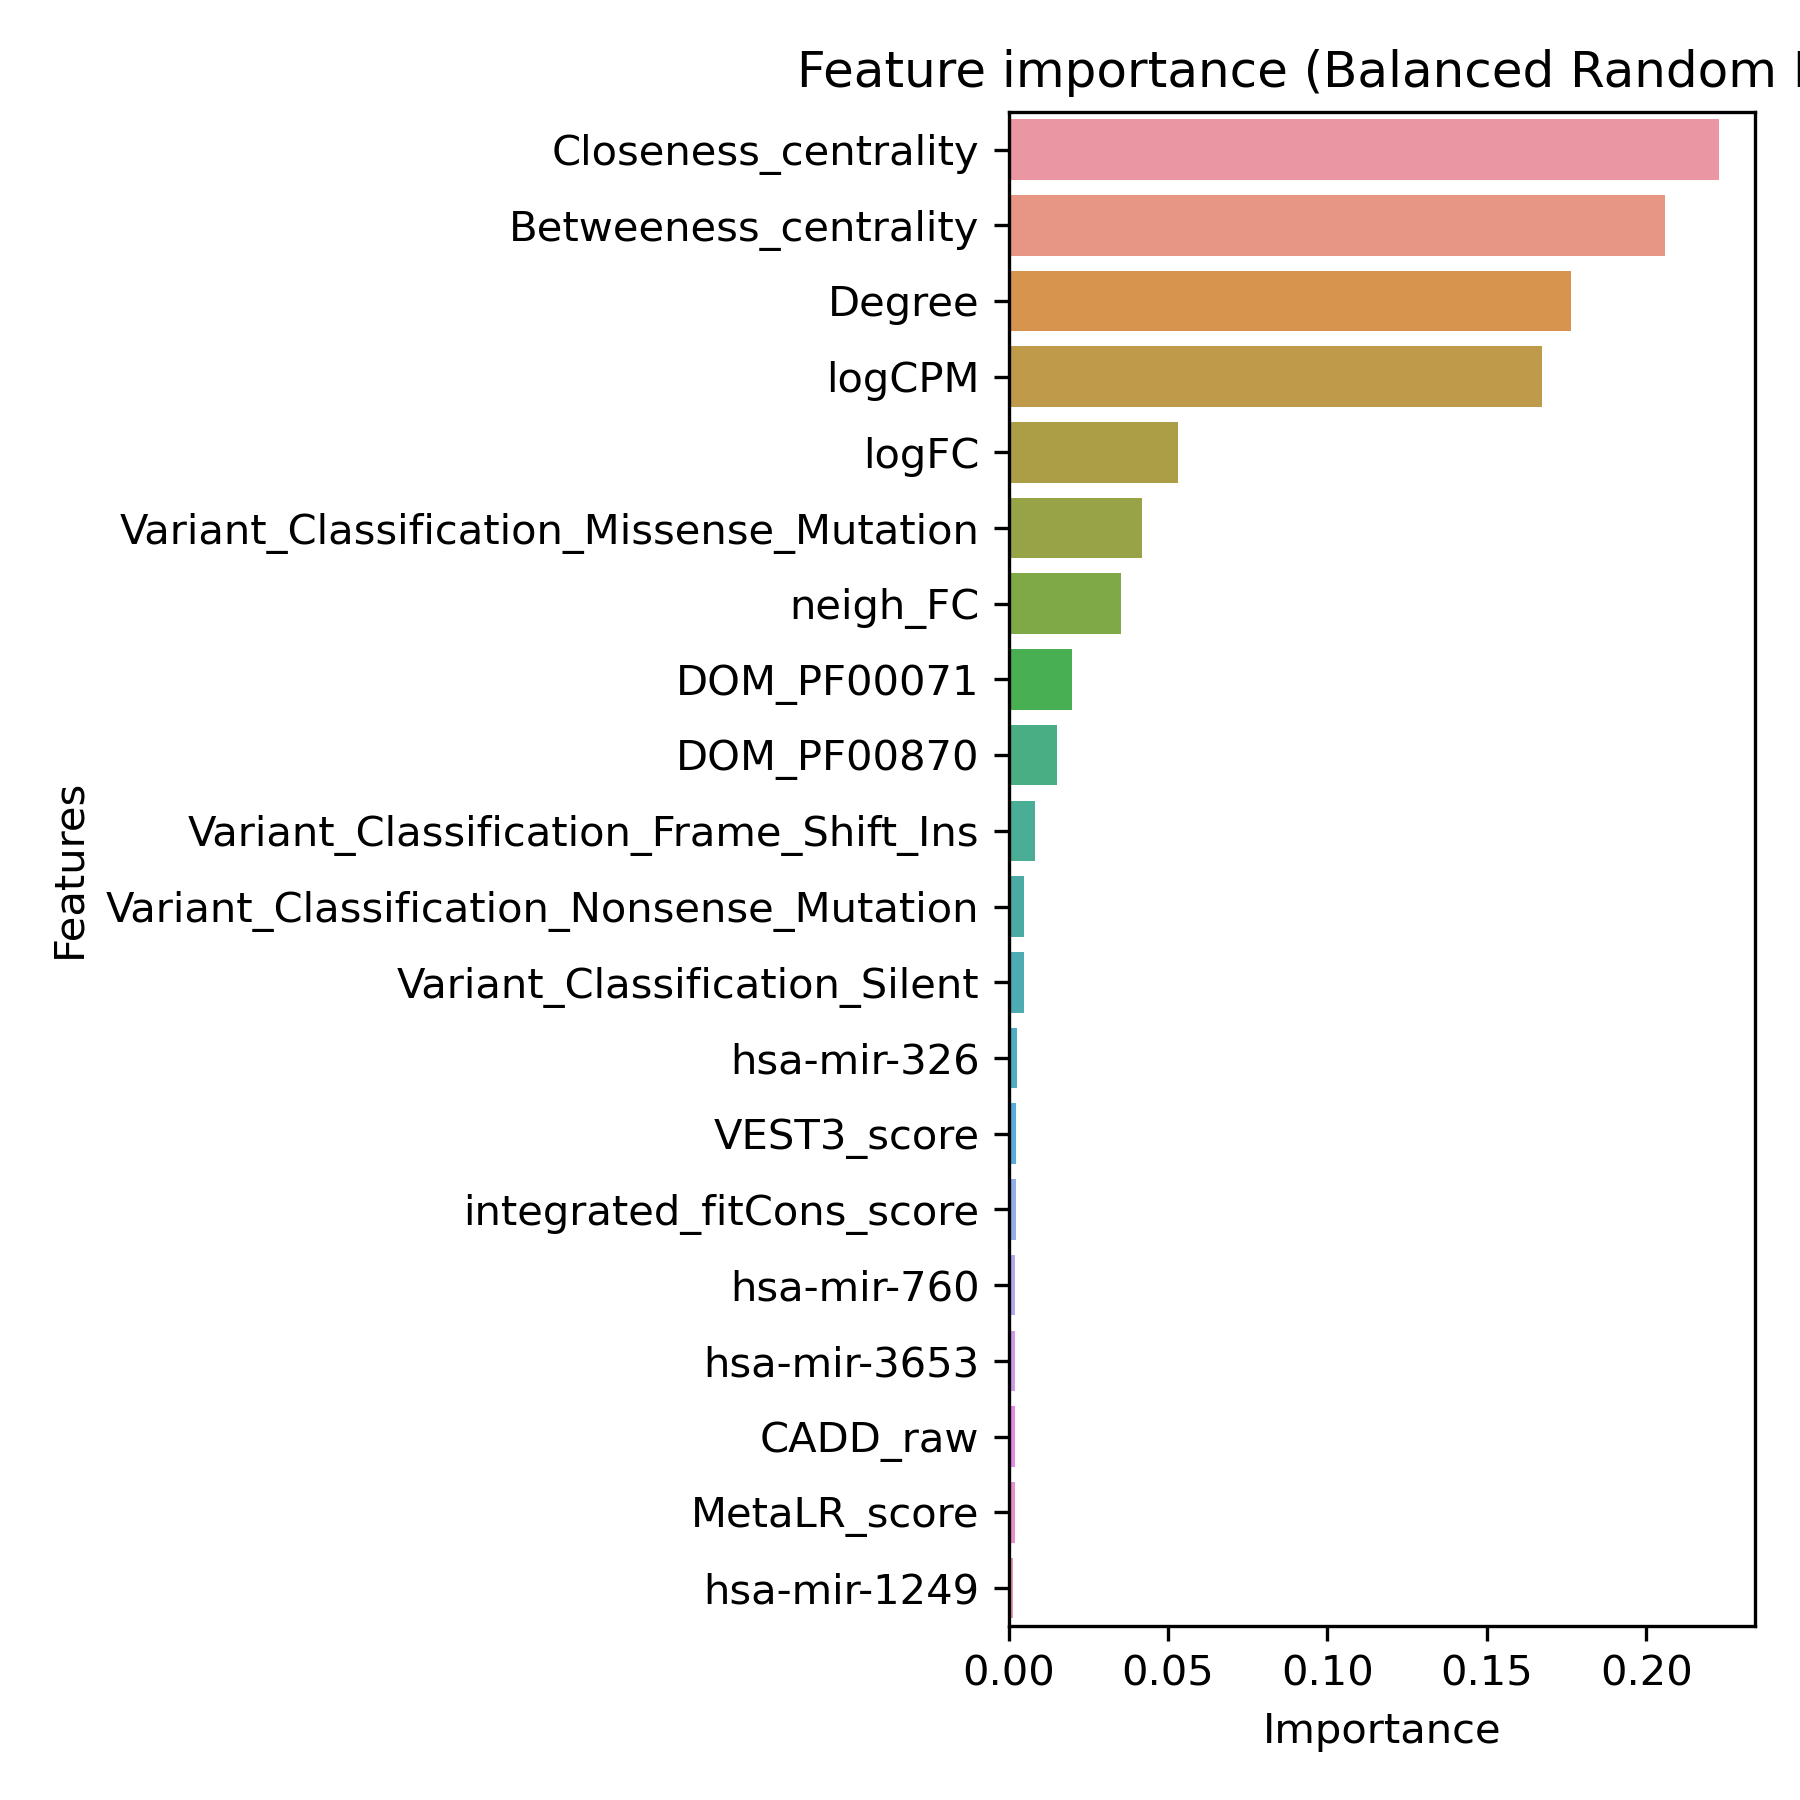 Feature importance (Balanced Random
Closeness_centrality
Betweeness_centrality
Degree
logCPM
logFC
Variant_Classification_Missense_Mutation
neigh_FC
DOM_PF00071
DOM_PF00870
Variant_Classification_Frame_Shift_Ins
Variant_Classification_Nonsense_Mutation
Variant_Classification_Silent
hsa-mir-326
VEST3_score
integrated_fitCons_score
hsa-mir-760
hsa-mir-3653
CADD_raw
MetaLR_score
hsa-mir-1249
Features
0.00 0.05 0.10 0.15 0.20
Importance